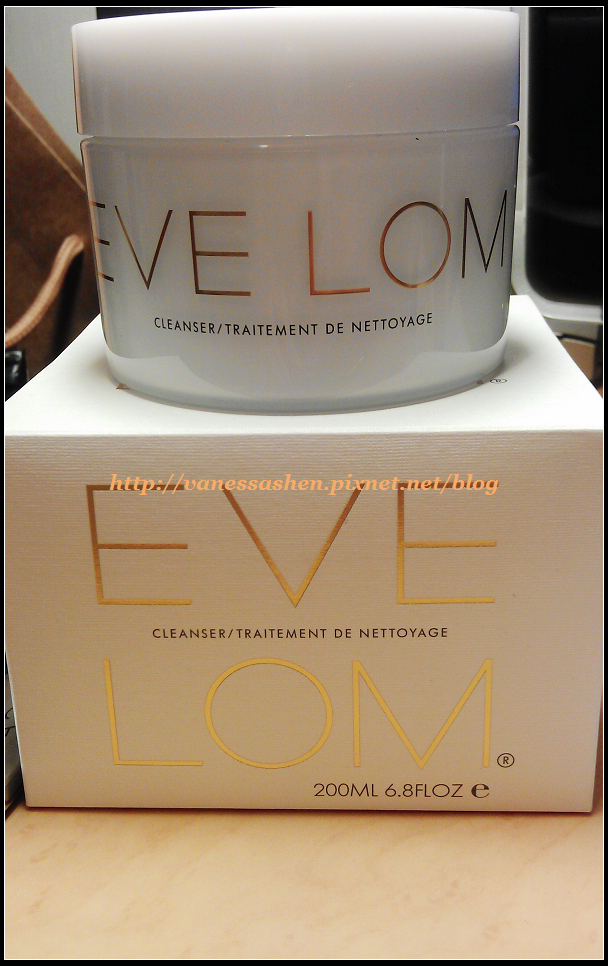 EVE LOM
CLEANSER/TRAITEMENT DE NETTOYAGE
®
http://vanessashen.pixnet.net/blog
EVE
CLEANSER/TRAITEMENT DE NETTOYAGE
LOM®
200ML 6.8FLOZ e